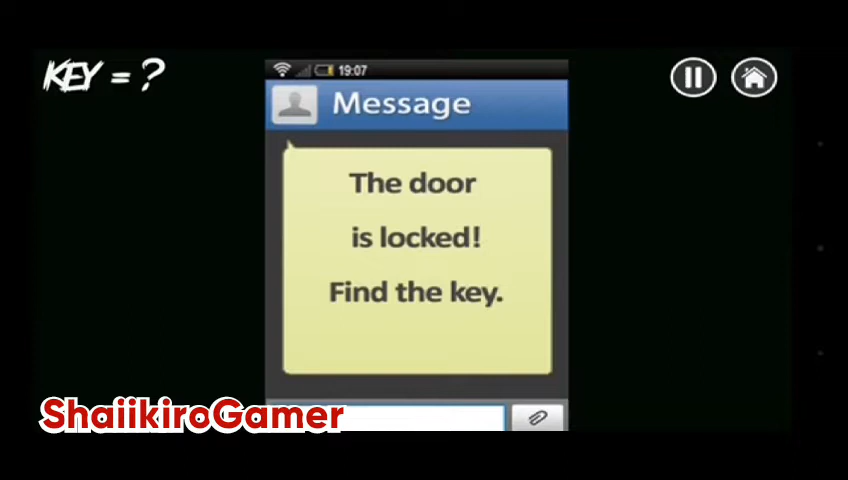 KEY = ?
19:07
Message
The door
is locked!
Find the key.
ShaiikiroGamer